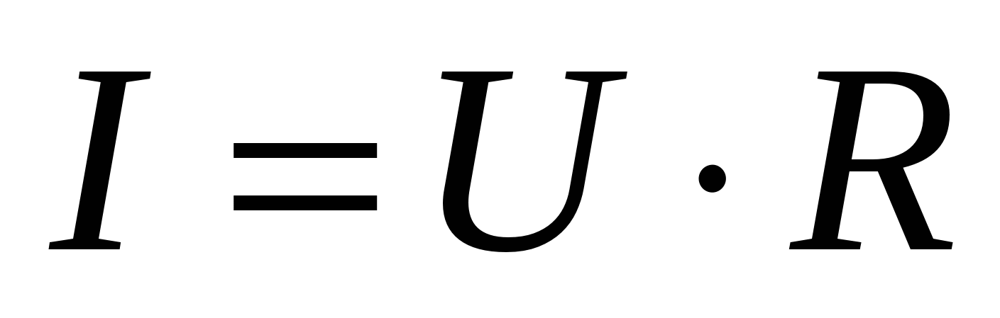 I = U · R